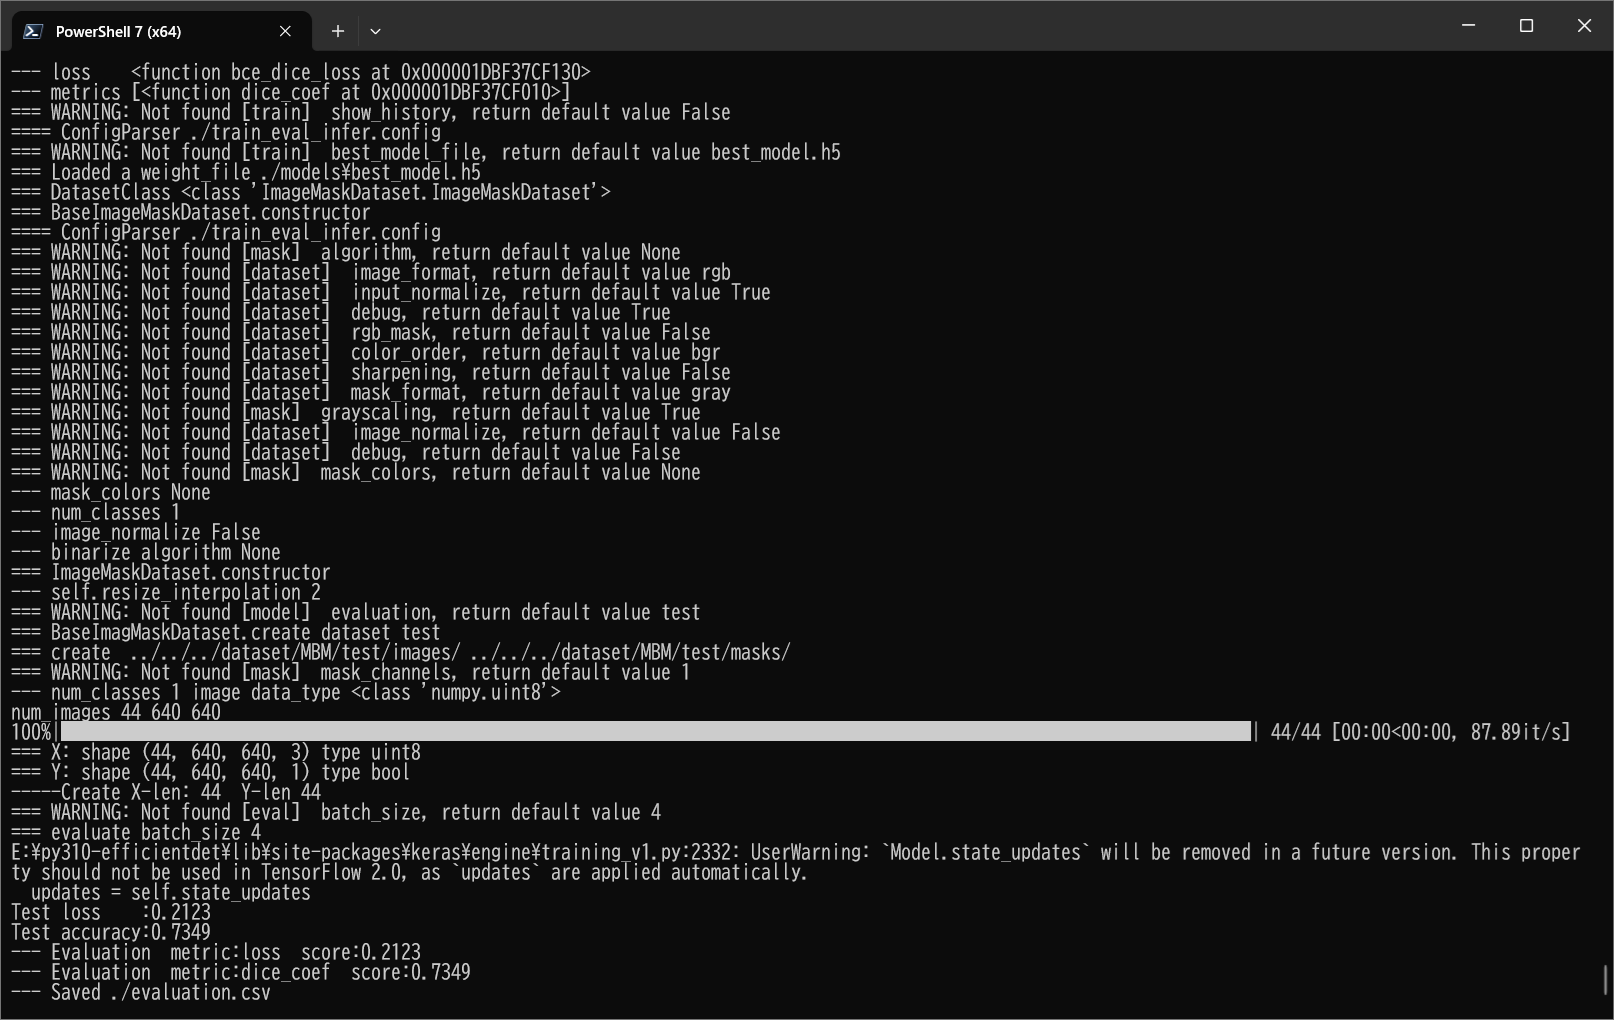 PowerShell 7 (x64)
--- loss    <function bce_dice_loss at 0x000001DBF37CF130>
--- metrics [<function dice_coef at 0x000001DBF37CF010>]
=== WARNING: Not found [train]  show_history, return default value False
==== ConfigParser ./train_eval_infer.config
=== WARNING: Not found [train]  best_model_file, return default value best_model.h5
=== Loaded a weight_file ./models¥best_model.h5
=== DatasetClass <class 'ImageMaskDataset.ImageMaskDataset'>
=== BaseImageMaskDataset.constructor
==== ConfigParser ./train_eval_infer.config
=== WARNING: Not found [mask]  algorithm, return default value None
=== WARNING: Not found [dataset]  image_format, return default value rgb
=== WARNING: Not found [dataset]  input_normalize, return default value True
=== WARNING: Not found [dataset]  debug, return default value True
=== WARNING: Not found [dataset]  rgb_mask, return default value False
=== WARNING: Not found [dataset]  color_order, return default value bgr
=== WARNING: Not found [dataset]  sharpening, return default value False
=== WARNING: Not found [dataset]  mask_format, return default value gray
=== WARNING: Not found [mask]  grayscaling, return default value True
=== WARNING: Not found [dataset]  image_normalize, return default value False
=== WARNING: Not found [dataset]  debug, return default value False
=== WARNING: Not found [mask]  mask_colors, return default value None
--- mask_colors None
--- num_classes 1
--- image_normalize False
--- binarize algorithm None
=== ImageMaskDataset.constructor
--- self.resize_interpolation 2
=== WARNING: Not found [model]  evaluation, return default value test
=== BaseImagMaskDataset.create dataset test
=== create  ../../../dataset/MBM/test/images/ ../../../dataset/MBM/test/masks/
=== WARNING: Not found [mask]  mask_channels, return default value 1
--- num_classes 1 image data_type <class 'numpy.uint8'>
num_images 44 640 640
100%| | 44/44 [00:00<00:00, 87.89it/s]
=== X: shape (44, 640, 640, 3) type uint8
=== Y: shape (44, 640, 640, 1) type bool
-----Create X-len: 44  Y-len 44
=== WARNING: Not found [eval]  batch_size, return default value 4
=== evaluate batch_size 4
E:¥py310-efficientdet¥lib¥site-packages¥keras¥engine¥training_v1.py:2332: UserWarning: `Model.state_updates` will be removed in a future version. This proper
ty should not be used in TensorFlow 2.0, as `updates` are applied automatically.
  updates = self.state_updates
Test loss    :0.2123
Test accuracy:0.7349
--- Evaluation  metric:loss  score:0.2123
--- Evaluation  metric:dice_coef  score:0.7349
--- Saved ./evaluation.csv